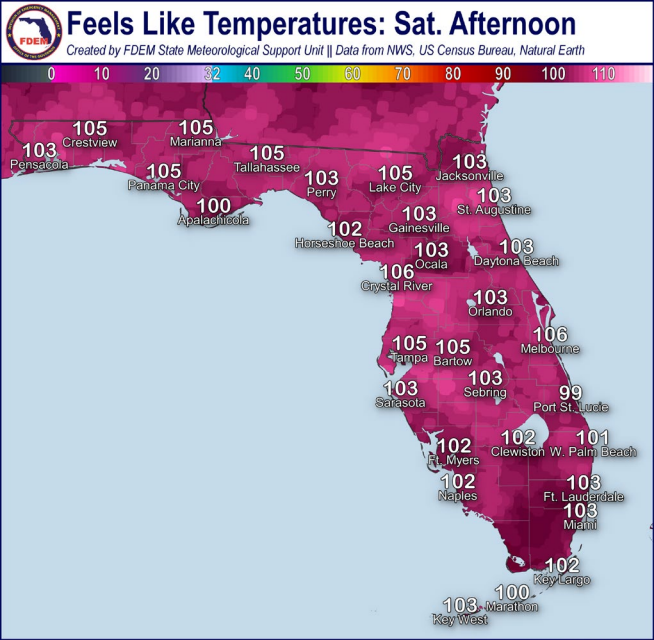 Feels Like Temperatures: Sat. Afternoon
Created by FDEM State Meteorological Support Unit || Data from NWS, US Census Bureau, Natural Earth
FDEM
0 10 20 32 40 50 60 70 80 90 100 110
105
Crestview
105
Marianna
103
Pensacola
105
Tallahassee
105
Panama City
103
Perry
105
Lake City
103
Jacksonville
100
Apalachicola
103
St. Augustine
103
Gainesville
102
Horseshoe Beach
103
Ocala
103
Daytona Beach
106
Crystal River
103
Orlando
106
Melbourne
105
Tampa
105
Bartow
103
Sebring
103
Sarasota
99
Port St. Lucie
102
Ft. Myers
102
Clewiston
101
W. Palm Beach
102
Naples
103
Ft. Lauderdale
103
Miami
102
Key Largo
100
Marathon
103
Key West